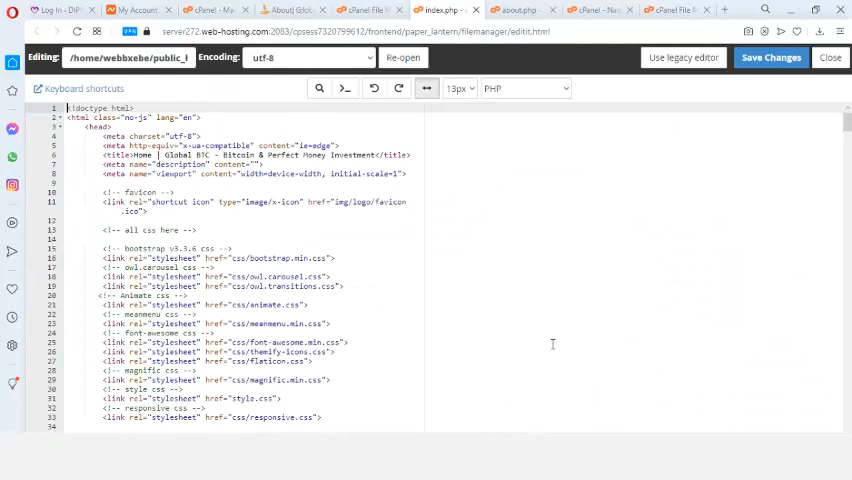 Log In ‹ DIP
My Account
cPanel - Ma
About| Glob
cPanel File M
index.php - c
about.php -
cPanel - Na
cPanel File M
VPN
server272.web-hosting.com:2083/cpsess7320799612/frontend/paper_lantern/filemanager/editit.html
Editing: /home/webbxebe/public_h Encoding: utf-8 Re-open Use legacy editor Save Changes Close
Keyboard shortcuts 13px PHP
1 <!doctype html>
2 <html class="no-js" lang="en">
3 <head>
4 <meta charset="utf-8">
5 <meta http-equiv="x-ua-compatible" content="ie=edge">
6 <title>Home | Global BTC - Bitcoin & Perfect Money Investment</title>
7 <meta name="description" content="">
8 <meta name="viewport" content="width=device-width, initial-scale=1">
9
10 <!-- favicon -->
11 <link rel="shortcut icon" type="image/x-icon" href="img/logo/favicon
.ico">
12
13 <!-- all css here -->
14
15 <!-- bootstrap v3.3.6 css -->
16 <link rel="stylesheet" href="css/bootstrap.min.css">
17 <!-- owl.carousel css -->
18 <link rel="stylesheet" href="css/owl.carousel.css">
19 <link rel="stylesheet" href="css/owl.transitions.css">
20 <!-- Animate css -->
21 <link rel="stylesheet" href="css/animate.css">
22 <!-- meanmenu css -->
23 <link rel="stylesheet" href="css/meanmenu.min.css">
24 <!-- font-awesome css -->
25 <link rel="stylesheet" href="css/font-awesome.min.css">
26 <link rel="stylesheet" href="css/themify-icons.css">
27 <link rel="stylesheet" href="css/flaticon.css">
28 <!-- magnific css -->
29 <link rel="stylesheet" href="css/magnific.min.css">
30 <!-- style css -->
31 <link rel="stylesheet" href="style.css">
32 <!-- responsive css -->
33 <link rel="stylesheet" href="css/responsive.css">
34